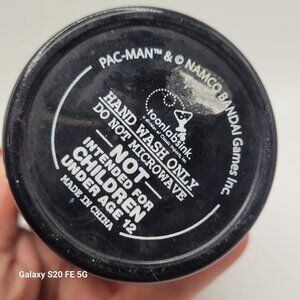 PAC-MAN™ & © NAMCO BANDAI Games Inc
toonlabsink.
HAND WASH ONLY
DO NOT MICROWAVE
NOT
INTENDED FOR
CHILDREN
UNDER AGE 12
MADE IN CHINA
Galaxy S20 FE 5G